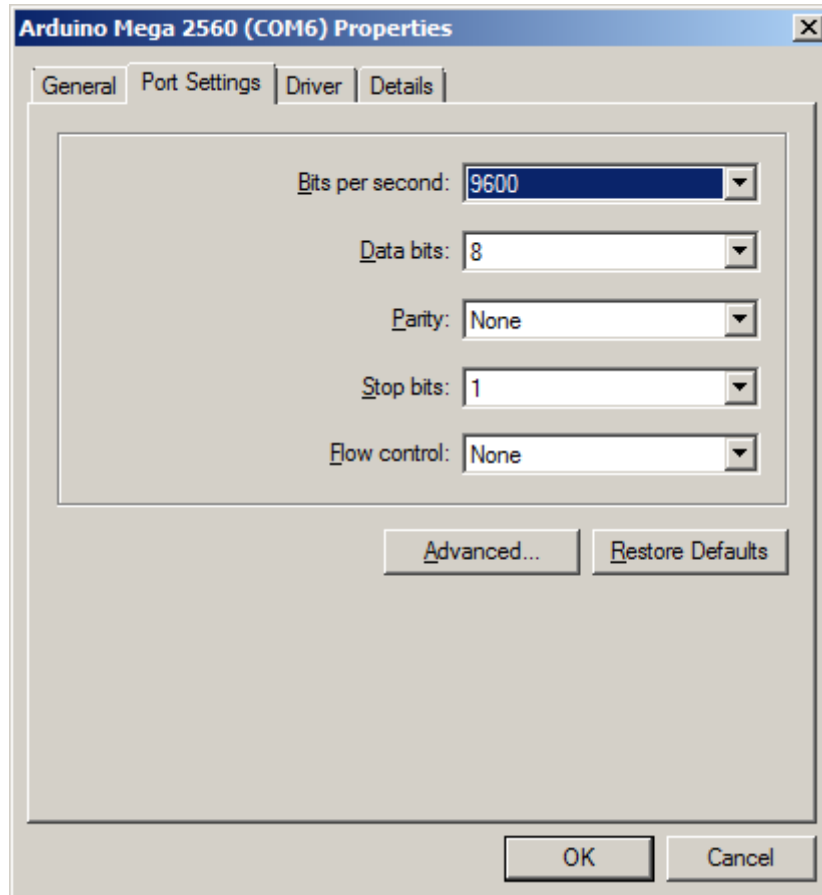 Arduino Mega 2560 (COM6) Properties
General Port Settings Driver Details
Bits per second: 9600
Data bits: 8
Parity: None
Stop bits: 1
Flow control: None
Advanced... Restore Defaults
OK Cancel